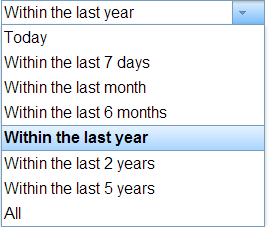 Within the last year
Today
Within the last 7 days
Within the last month
Within the last 6 months
Within the last year
Within the last 2 years
Within the last 5 years
All